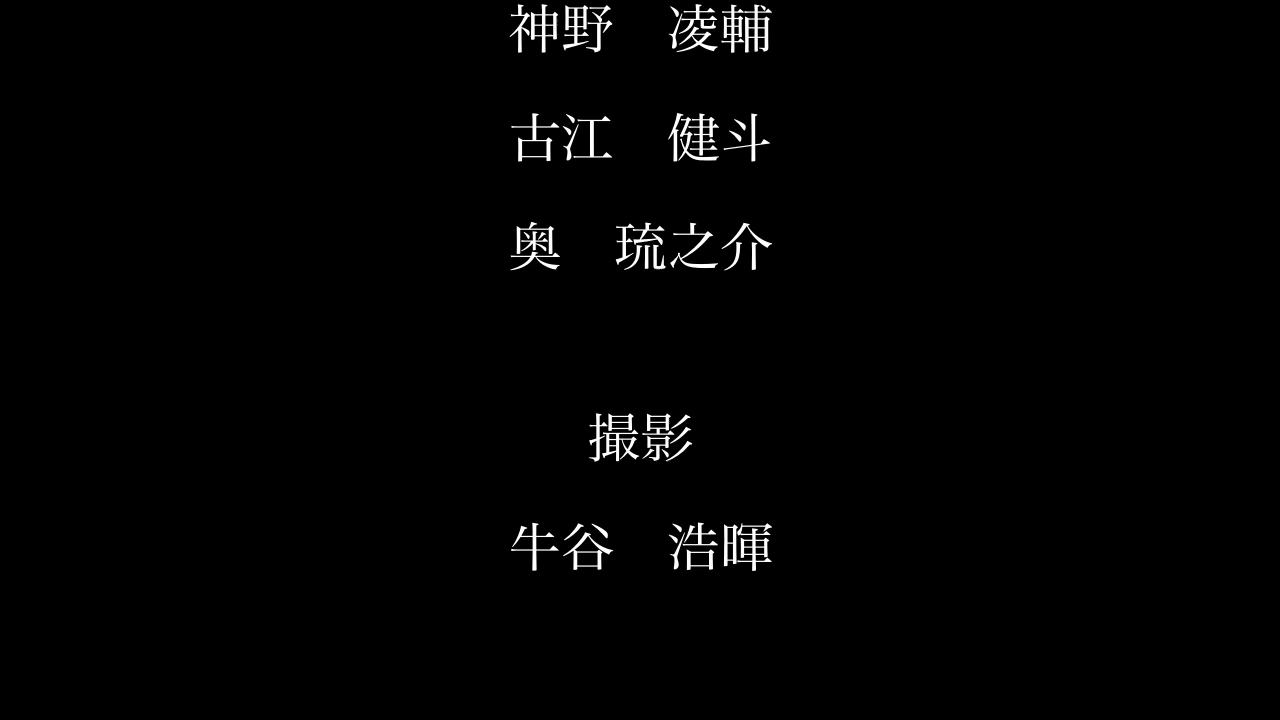 神野　凌輔
古江　健斗
奥　琉之介
撮影
牛谷　浩暉